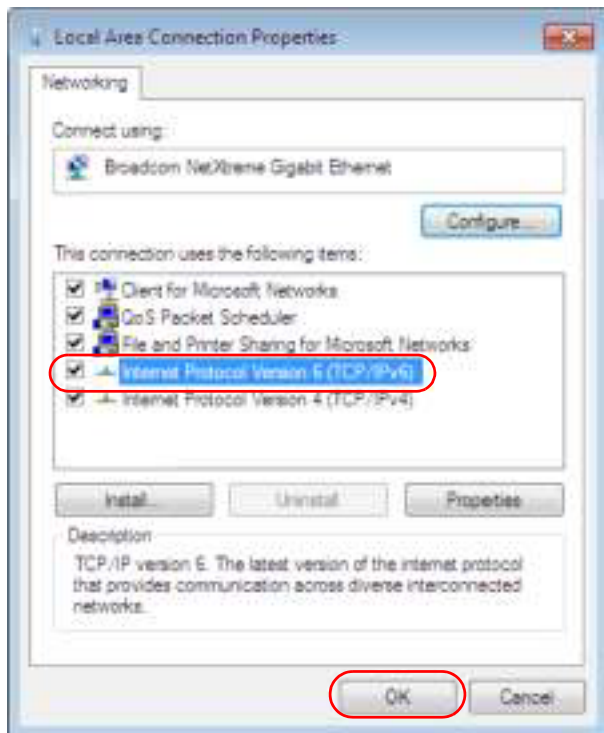 Local Area Connection Properties
Networking
Connect using:
Broadcom NetXtreme Gigabit Ethernet
Configure...
This connection uses the following items:
Client for Microsoft Networks
QoS Packet Scheduler
File and Printer Sharing for Microsoft Networks
Internet Protocol Version 6 (TCP/IPv6)
Internet Protocol Version 4 (TCP/IPv4)
Install...
Uninstall
Properties
Description
TCP/IP version 6. The latest version of the internet protocol
that provides communication across diverse interconnected
networks.
OK
Cancel